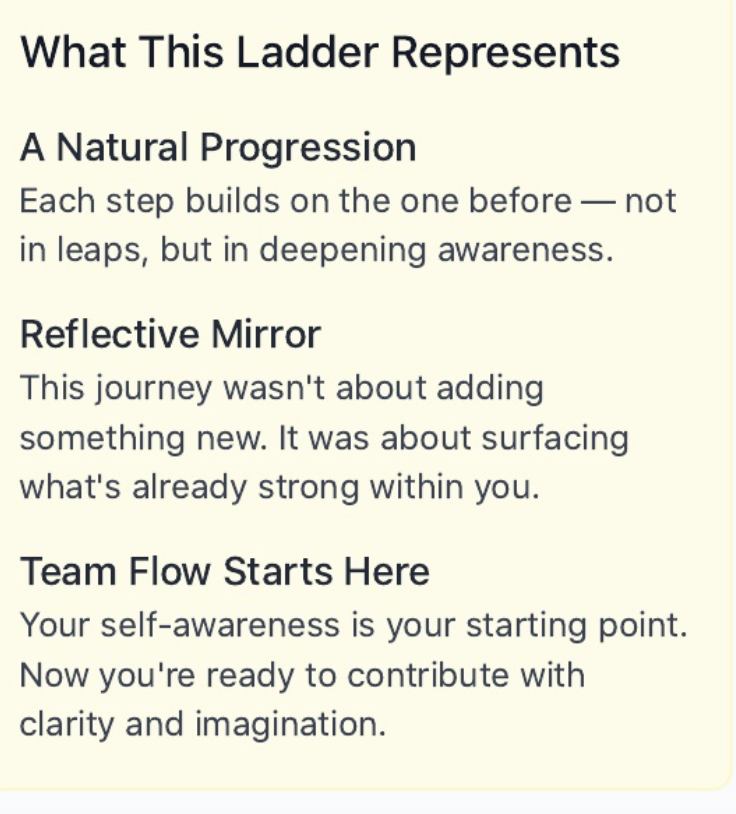 What This Ladder Represents
A Natural Progression
Each step builds on the one before — not
in leaps, but in deepening awareness.
Reflective Mirror
This journey wasn't about adding
something new. It was about surfacing
what's already strong within you.
Team Flow Starts Here
Your self-awareness is your starting point.
Now you're ready to contribute with
clarity and imagination.